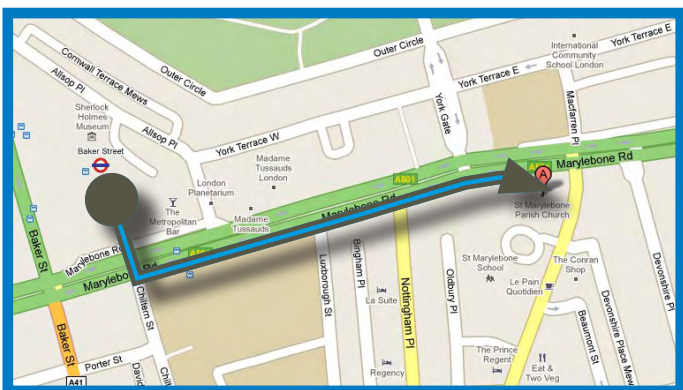 Outer Circle
York Terrace E
International
Community
School London
Cornwall Terrace Mews
Outer Circle
Allsop Pl
York Terrace E
York Gate
Macfarren Pl
Sherlock
Holmes
Museum
Allsop Pl
York Terrace W
Baker Street
Madame
Tussauds
London
Marylebone Rd
A501
A
London
Planetarium
The
Metropolitan
Bar
Madame
Tussauds
Marylebone Rd
St Marylebone
Parish Church
Baker St
Marylebone Rd
Marylebone Rd
Chiltern St
Luxborough St
Bingham Pl
Nottingham Pl
Oldbury Pl
St Marylebone
School
The Conran
Shop
Le Pain
Quotidien
Devonshire Pl
La Suite
Beaumont St
Devonshire Place Mews
Baker St
Porter St
The Prince
Regent
Regency
Eat &
Two Veg
A41